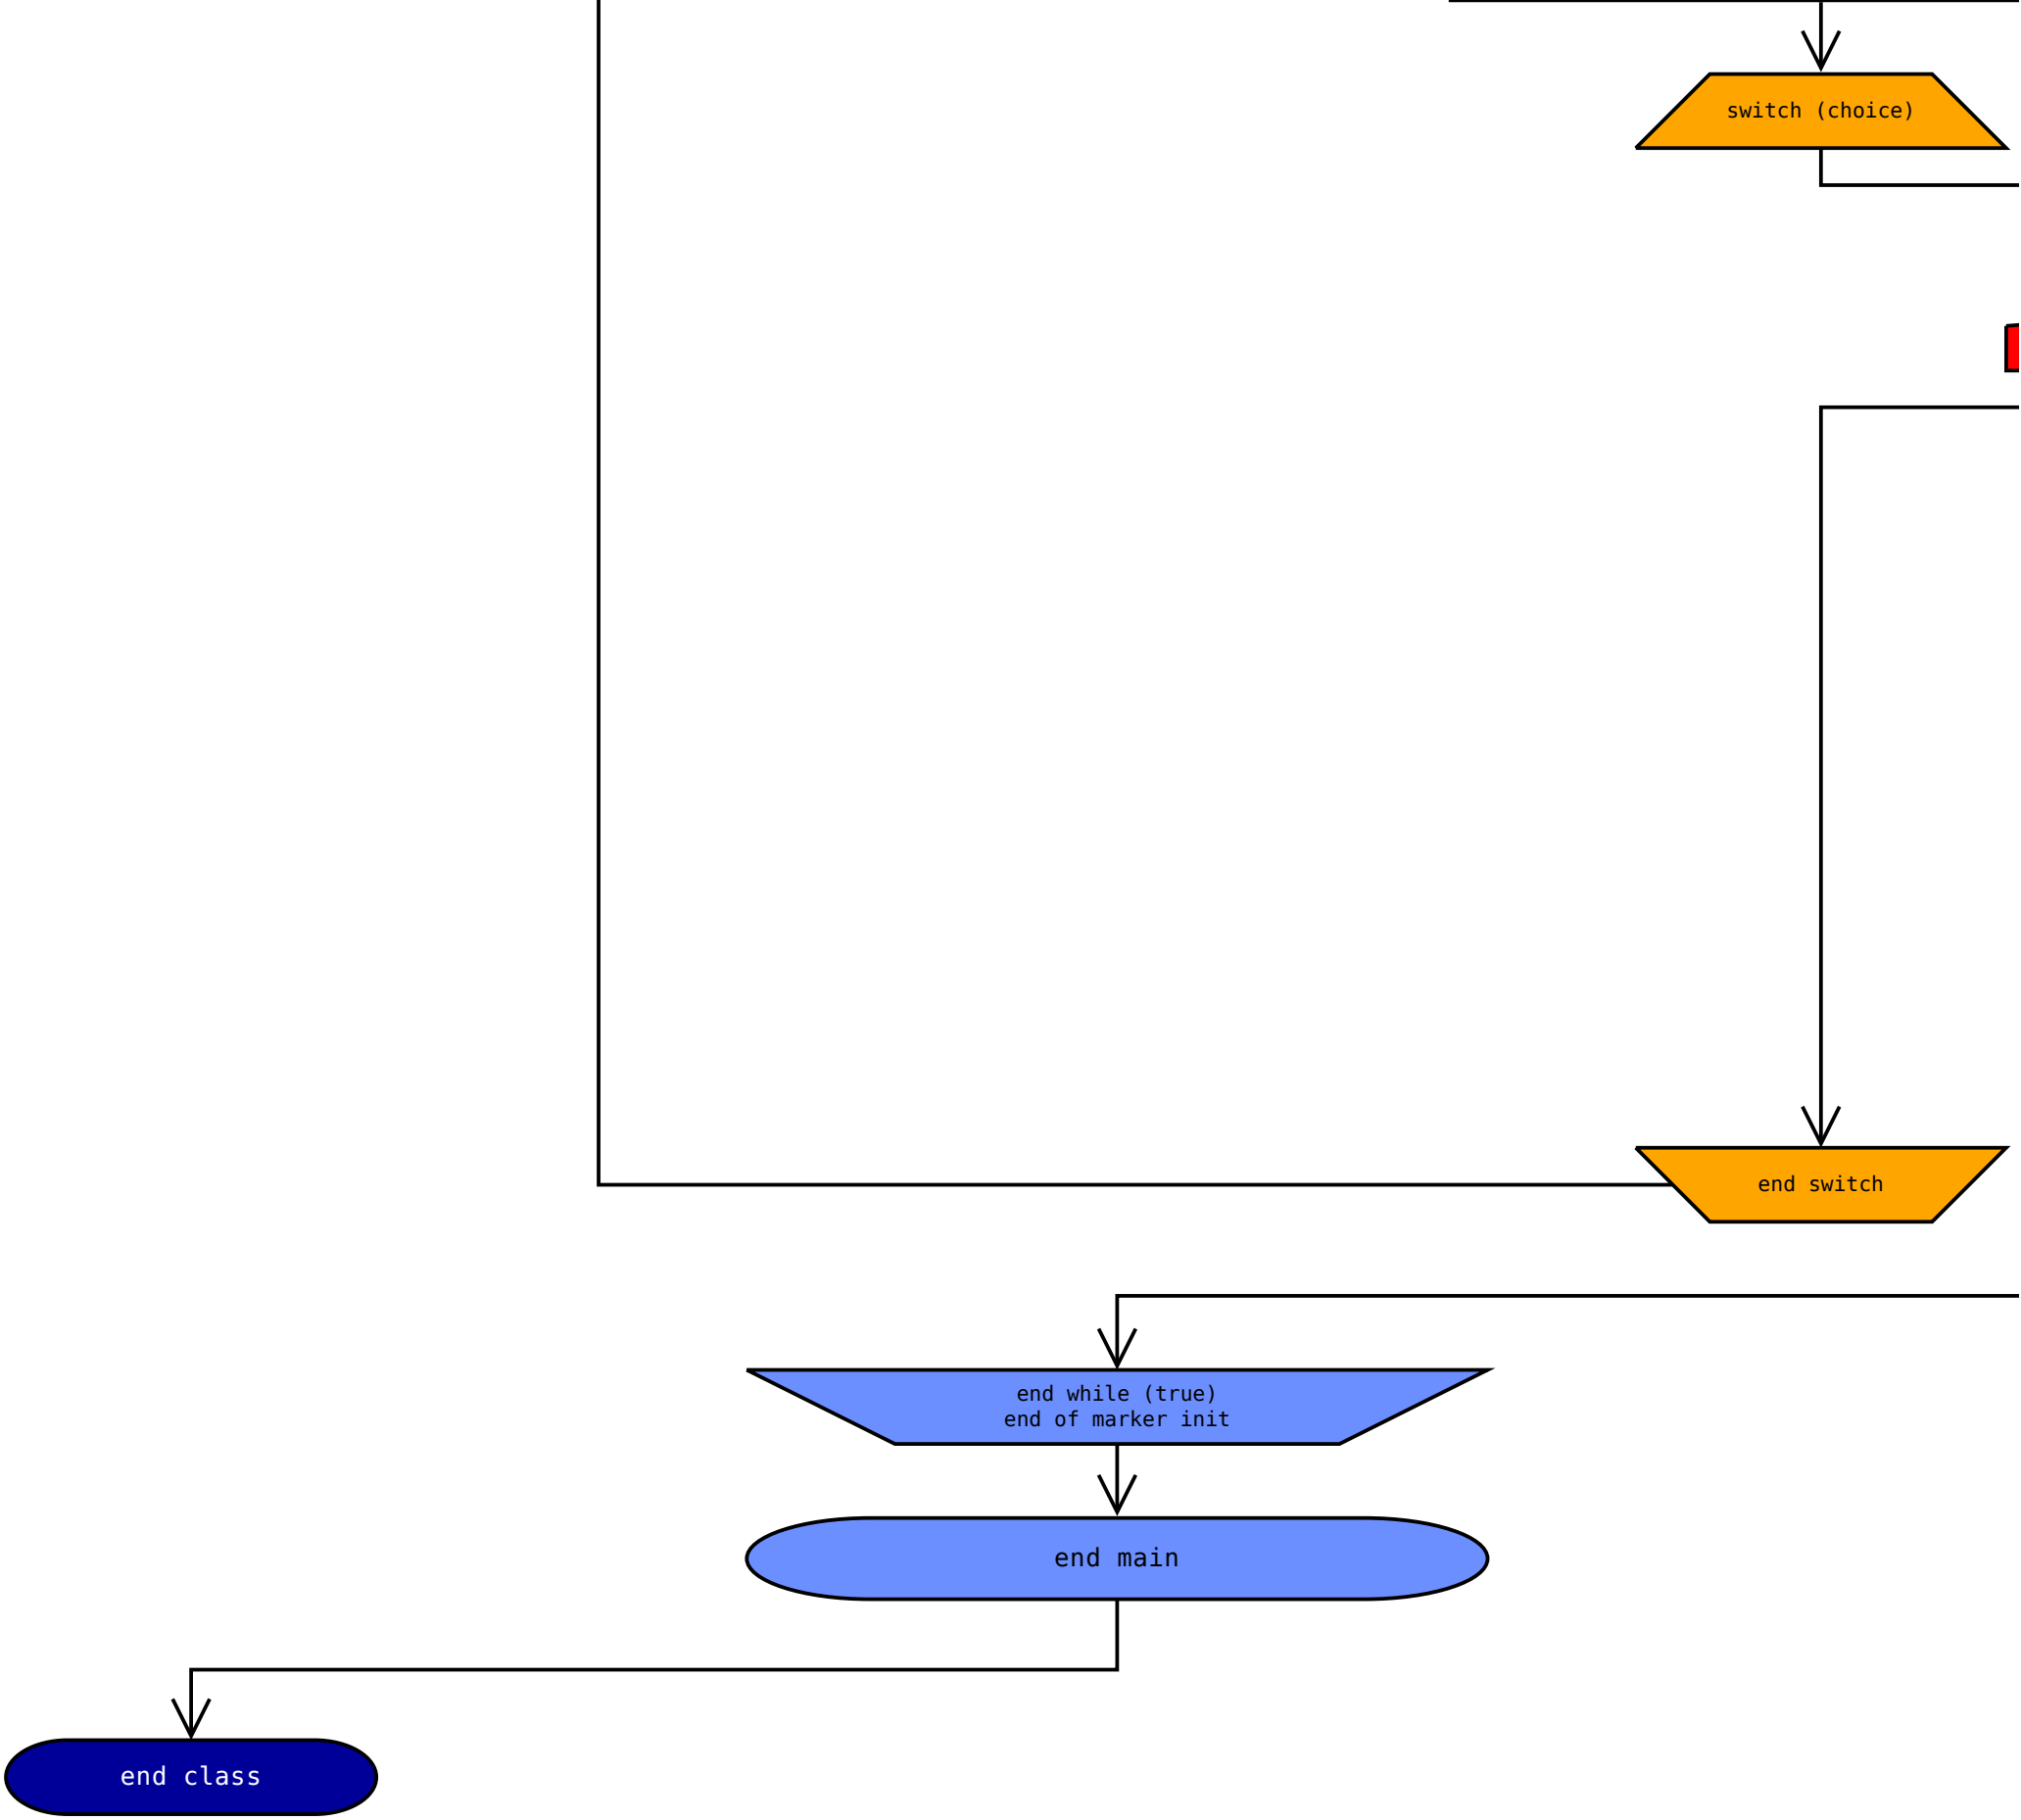 switch (choice)
end switch
end while (true)
end of marker init
end main
end class